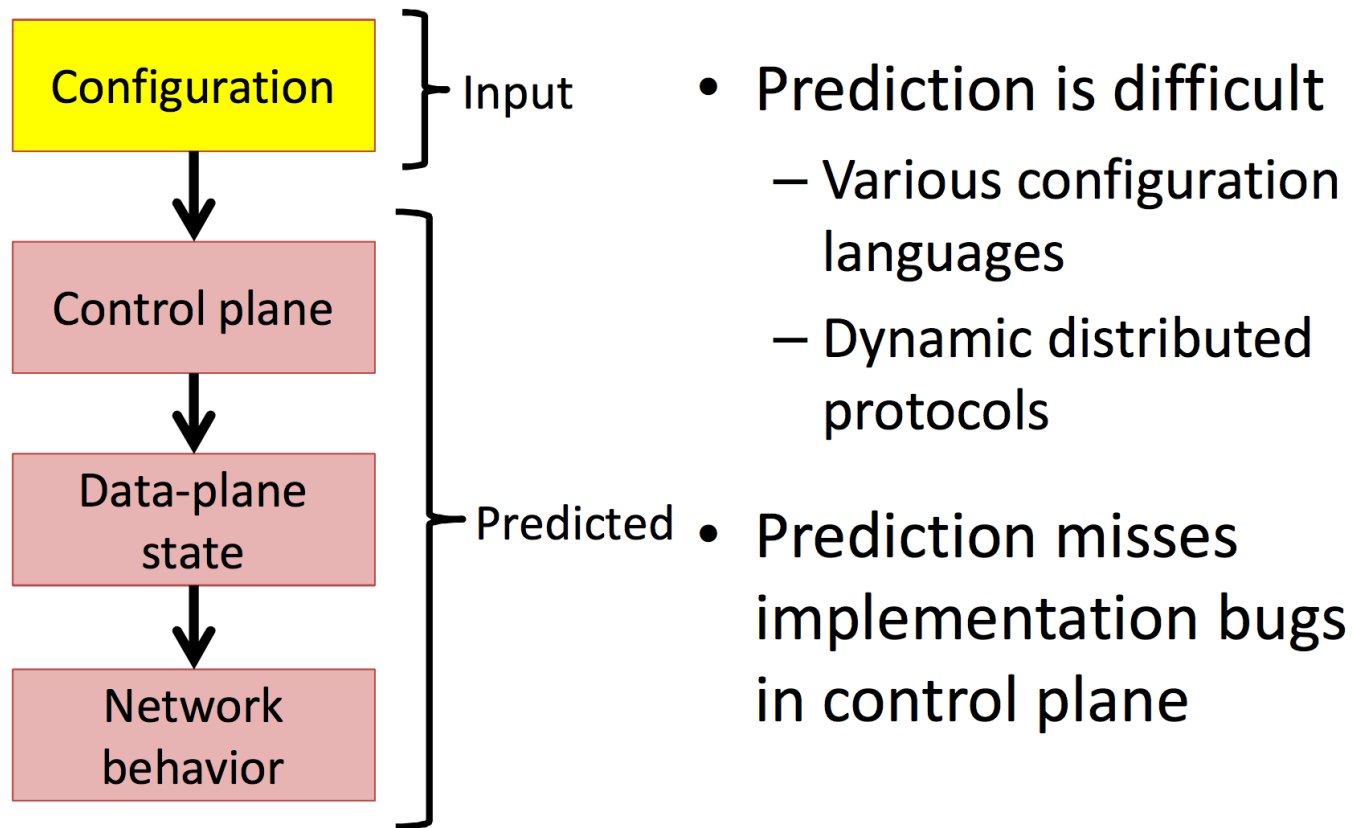 Configuration
Input
Control plane
Data-plane
state
Predicted
Network
behavior
• Prediction is difficult
– Various configuration
languages
– Dynamic distributed
protocols
• Prediction misses
implementation bugs
in control plane